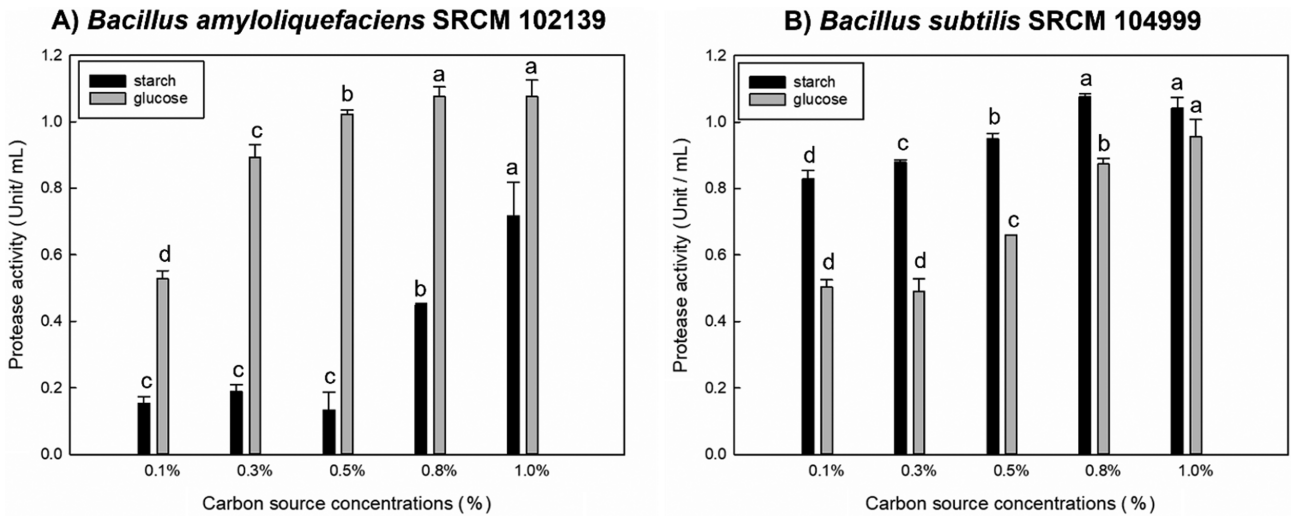 A) Bacillus amyloliquefaciens SRCM 102139
starch
glucose
Protease activity (Unit/ mL)
1.2
1.0
0.8
0.6
0.4
0.2
0.0
d
c
b
a
a
c
c
c
b
a
0.1%
0.3%
0.5%
0.8%
1.0%
Carbon source concentrations (%)
B) Bacillus subtilis SRCM 104999
starch
glucose
Protease activity (Unit / mL)
1.2
1.0
0.8
0.6
0.4
0.2
0.0
d
c
b
a
a
d
d
c
b
a
0.1%
0.3%
0.5%
0.8%
1.0%
Carbon source concentrations (%)